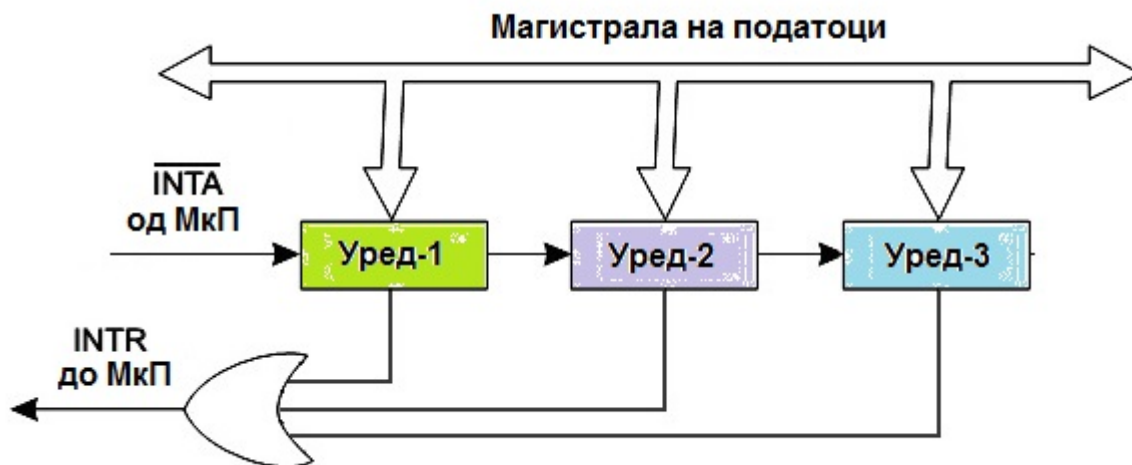 Магистрала на податоци
INTA
од МкП
Уред-1
Уред-2
Уред-3
INTR
до МкП